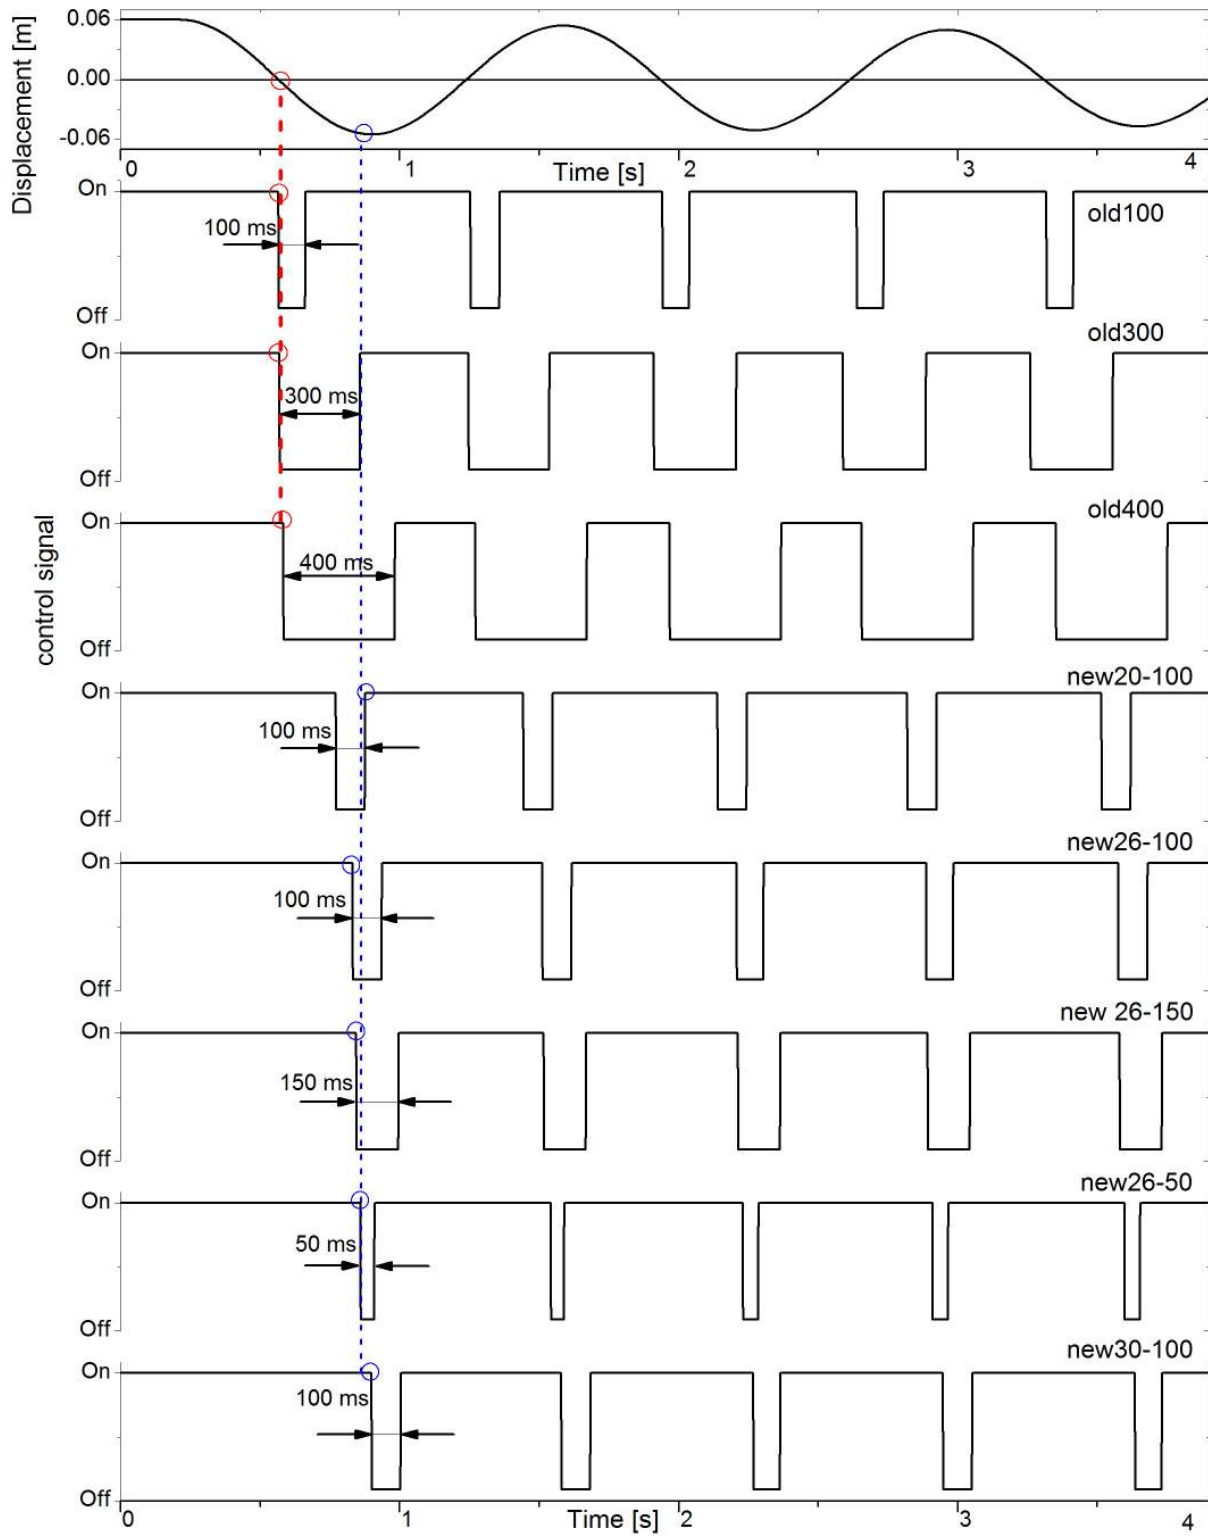 Displacement [m]
0.06
0.00
-0.06
0
1
2
3
4
Time [s]
On
old100
100 ms
Off
On
old300
300 ms
Off
control signal
On
old400
400 ms
Off
On
new20-100
100 ms
Off
On
new26-100
100 ms
Off
On
new 26-150
150 ms
Off
On
new26-50
50 ms
Off
On
new30-100
100 ms
Off
0
1
2
3
4
Time [s]